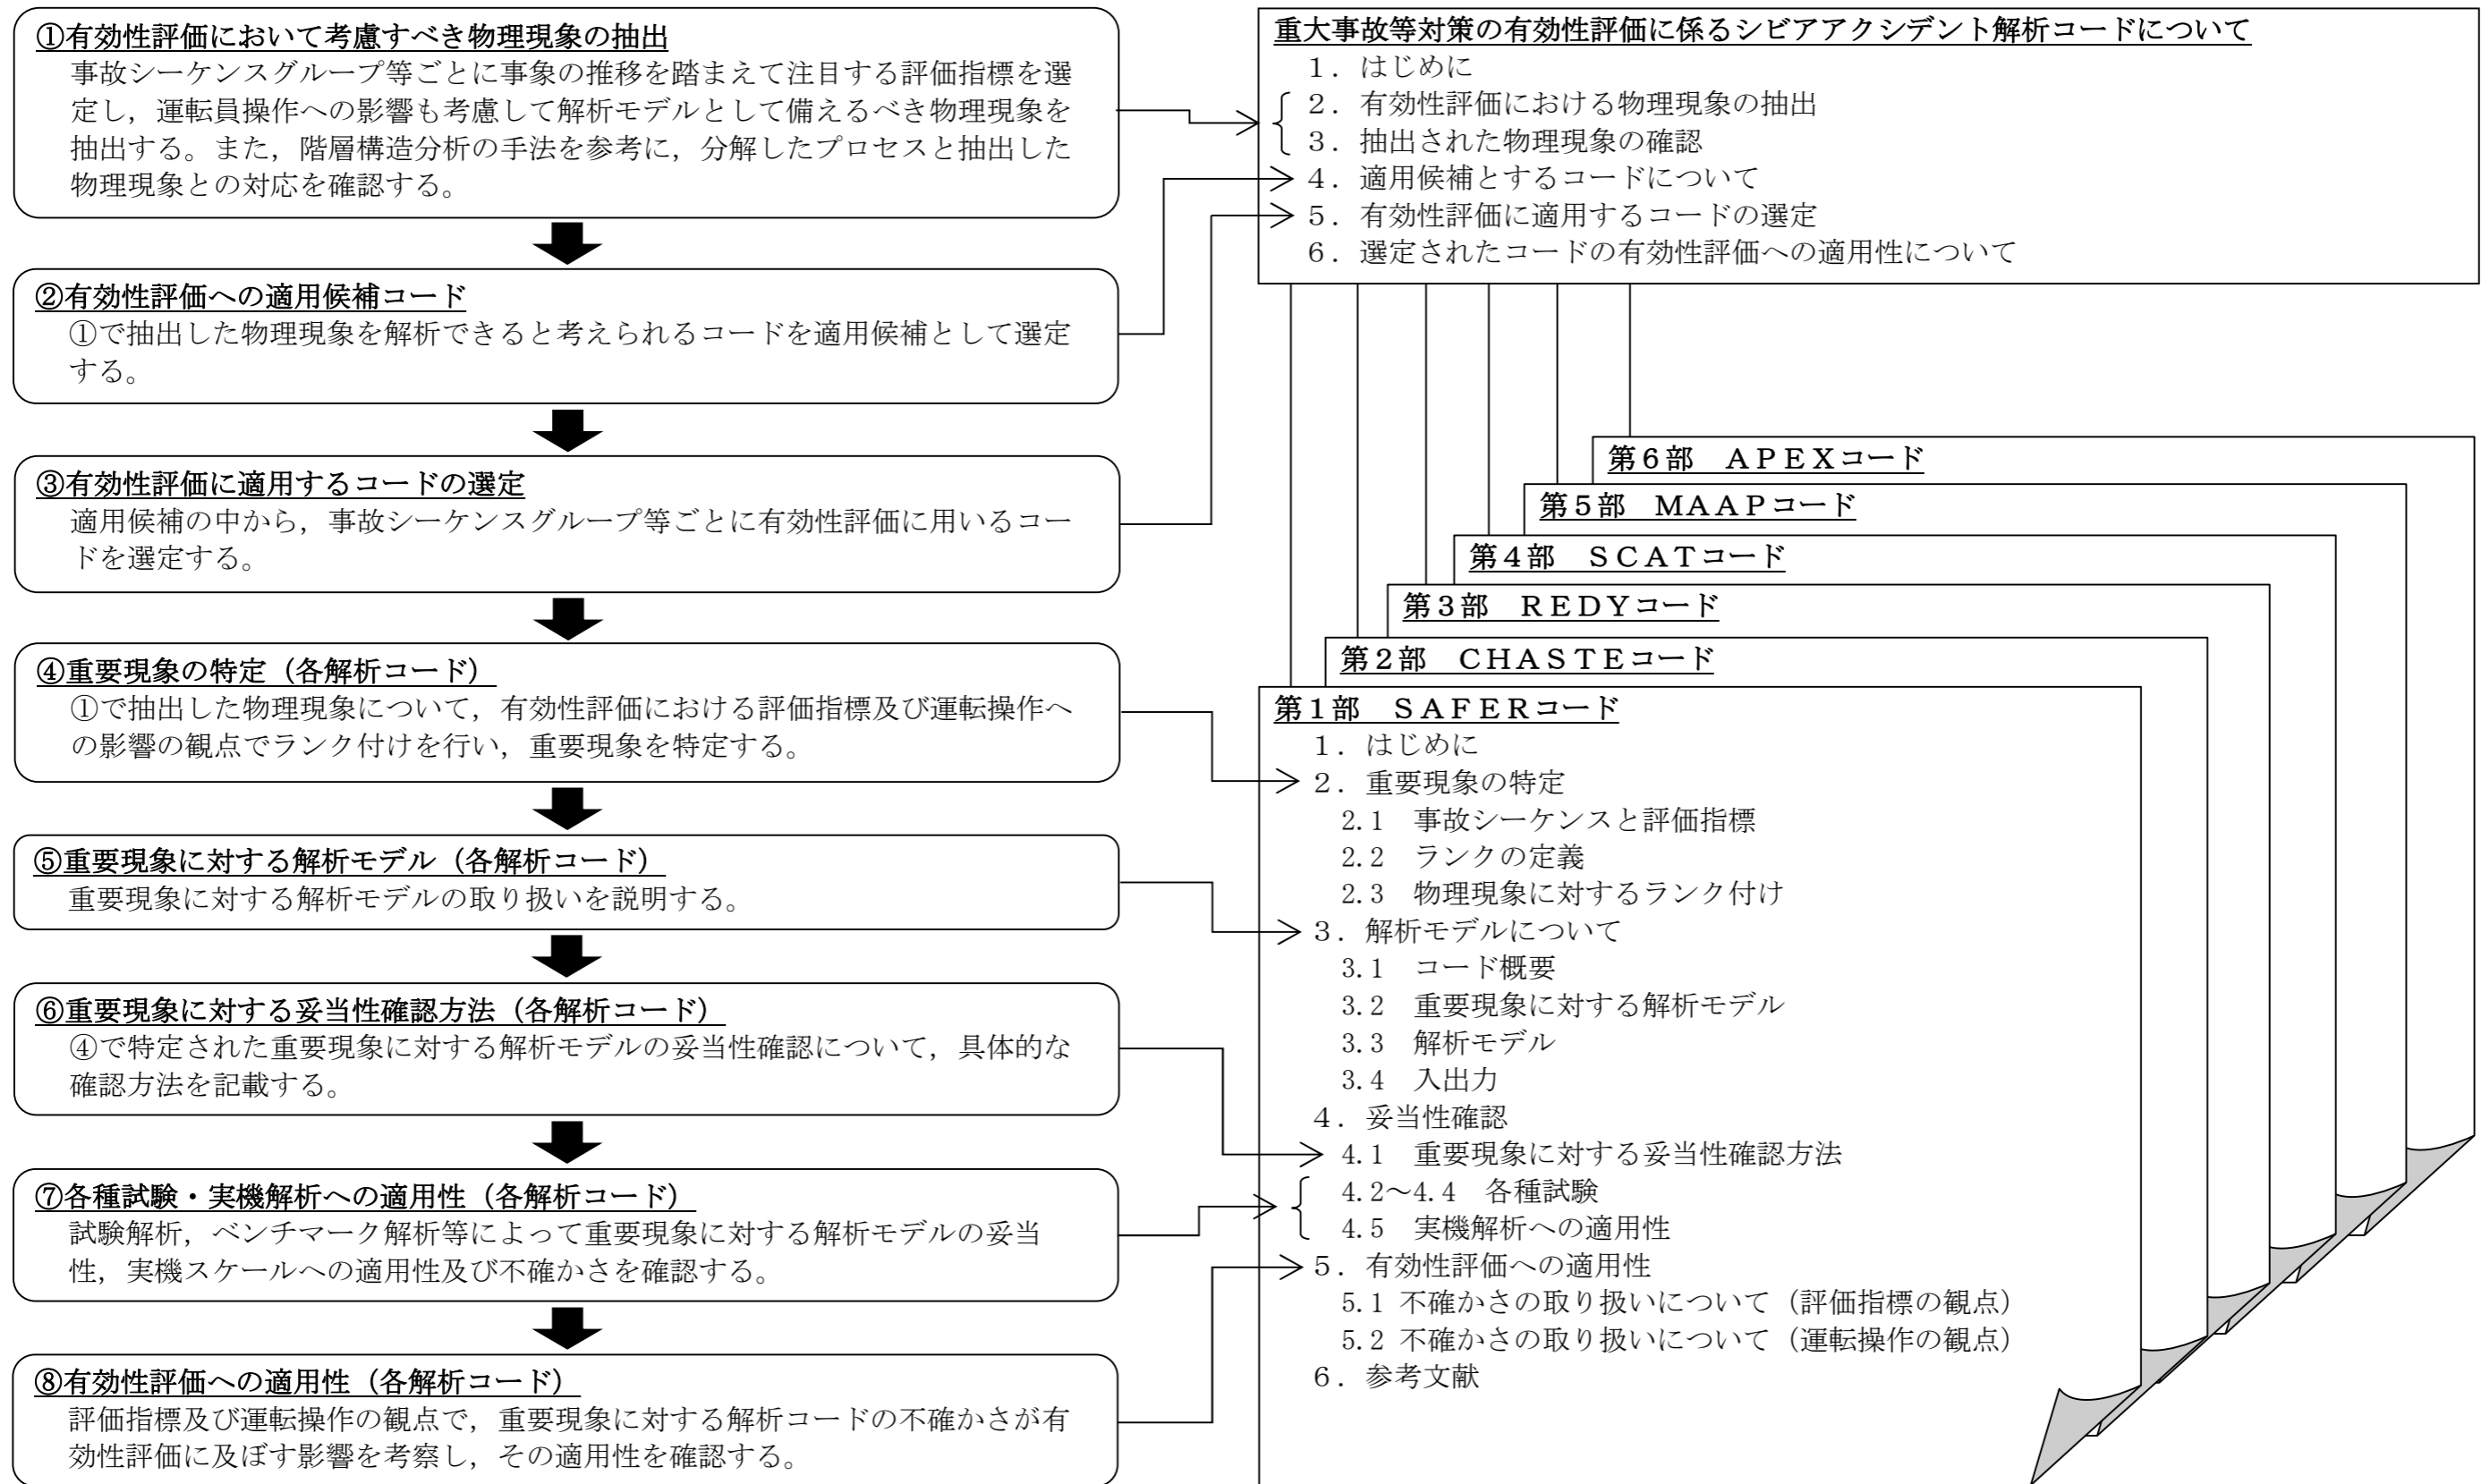 ①有効性評価において考慮すべき物理現象の抽出
事故シーケンスグループ等ごとに事象の推移を踏まえて注目する評価指標を選
定し，運転員操作への影響も考慮して解析モデルとして備えるべき物理現象を
抽出する。また，階層構造分析の手法を参考に，分解したプロセスと抽出した
物理現象との対応を確認する。
②有効性評価への適用候補コード
①で抽出した物理現象を解析できると考えられるコードを適用候補として選定
する。
③有効性評価に適用するコードの選定
適用候補の中から，事故シーケンスグループ等ごとに有効性評価に用いるコー
ドを選定する。
④重要現象の特定（各解析コード）
①で抽出した物理現象について，有効性評価における評価指標及び運転操作へ
の影響の観点でランク付けを行い，重要現象を特定する。
⑤重要現象に対する解析モデル（各解析コード）
重要現象に対する解析モデルの取り扱いを説明する。
⑥重要現象に対する妥当性確認方法（各解析コード）
④で特定された重要現象に対する解析モデルの妥当性確認について，具体的な
確認方法を記載する。
⑦各種試験・実機解析への適用性（各解析コード）
試験解析，ベンチマーク解析等によって重要現象に対する解析モデルの妥当
性，実機スケールへの適用性及び不確かさを確認する。
⑧有効性評価への適用性（各解析コード）
評価指標及び運転操作の観点で，重要現象に対する解析コードの不確かさが有
効性評価に及ぼす影響を考察し，その適用性を確認する。
重大事故等対策の有効性評価に係るシビアアクシデント解析コードについて
１．はじめに
２．有効性評価における物理現象の抽出
３．抽出された物理現象の確認
４．適用候補とするコードについて
５．有効性評価に適用するコードの選定
６．選定されたコードの有効性評価への適用性について
第６部　ＡＰＥＸコード
第５部　ＭＡＡＰコード
第４部　ＳＣＡＴコード
第３部　ＲＥＤＹコード
第２部　ＣＨＡＳＴＥコード
第１部　ＳＡＦＥＲコード
１．はじめに
２．重要現象の特定
2.1　事故シーケンスと評価指標
2.2　ランクの定義
2.3　物理現象に対するランク付け
３．解析モデルについて
3.1　コード概要
3.2　重要現象に対する解析モデル
3.3　解析モデル
3.4　入出力
４．妥当性確認
4.1　重要現象に対する妥当性確認方法
4.2～4.4　各種試験
4.5　実機解析への適用性
５．有効性評価への適用性
5.1 不確かさの取り扱いについて（評価指標の観点）
5.2 不確かさの取り扱いについて（運転操作の観点）
６．参考文献